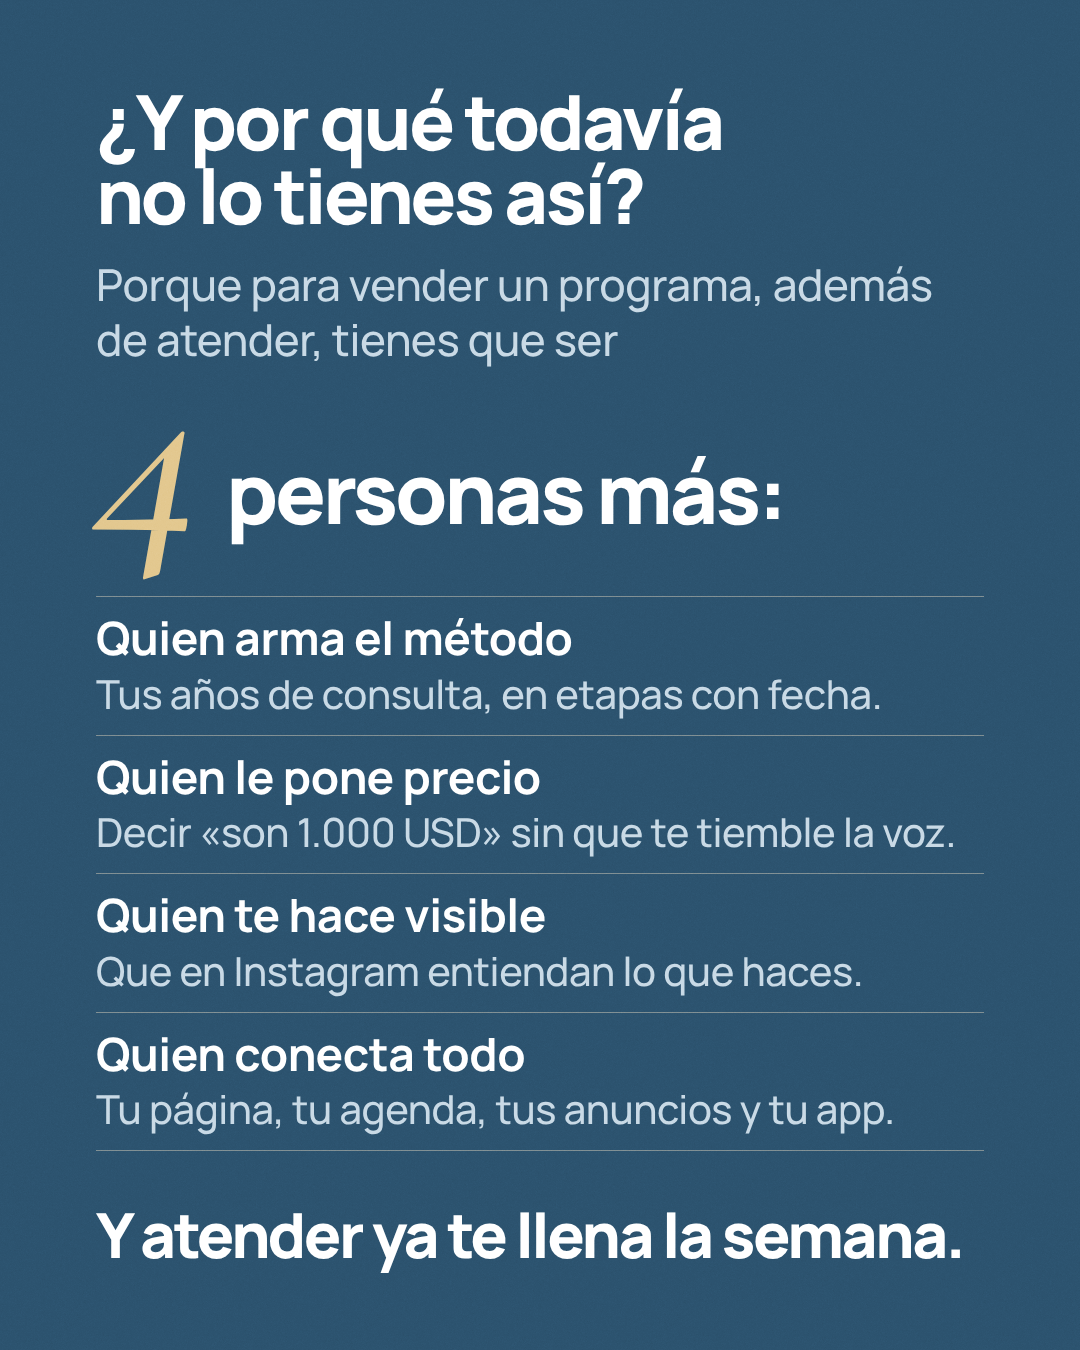 ¿Y por qué todavía
no lo tienes así?
Porque para vender un programa, además
de atender, tienes que ser
4 personas más:
Quien arma el método
Tus años de consulta, en etapas con fecha.
Quien le pone precio
Decir «son 1.000 USD» sin que te tiemble la voz.
Quien te hace visible
Que en Instagram entiendan lo que haces.
Quien conecta todo
Tu página, tu agenda, tus anuncios y tu app.
Y atender ya te llena la semana.